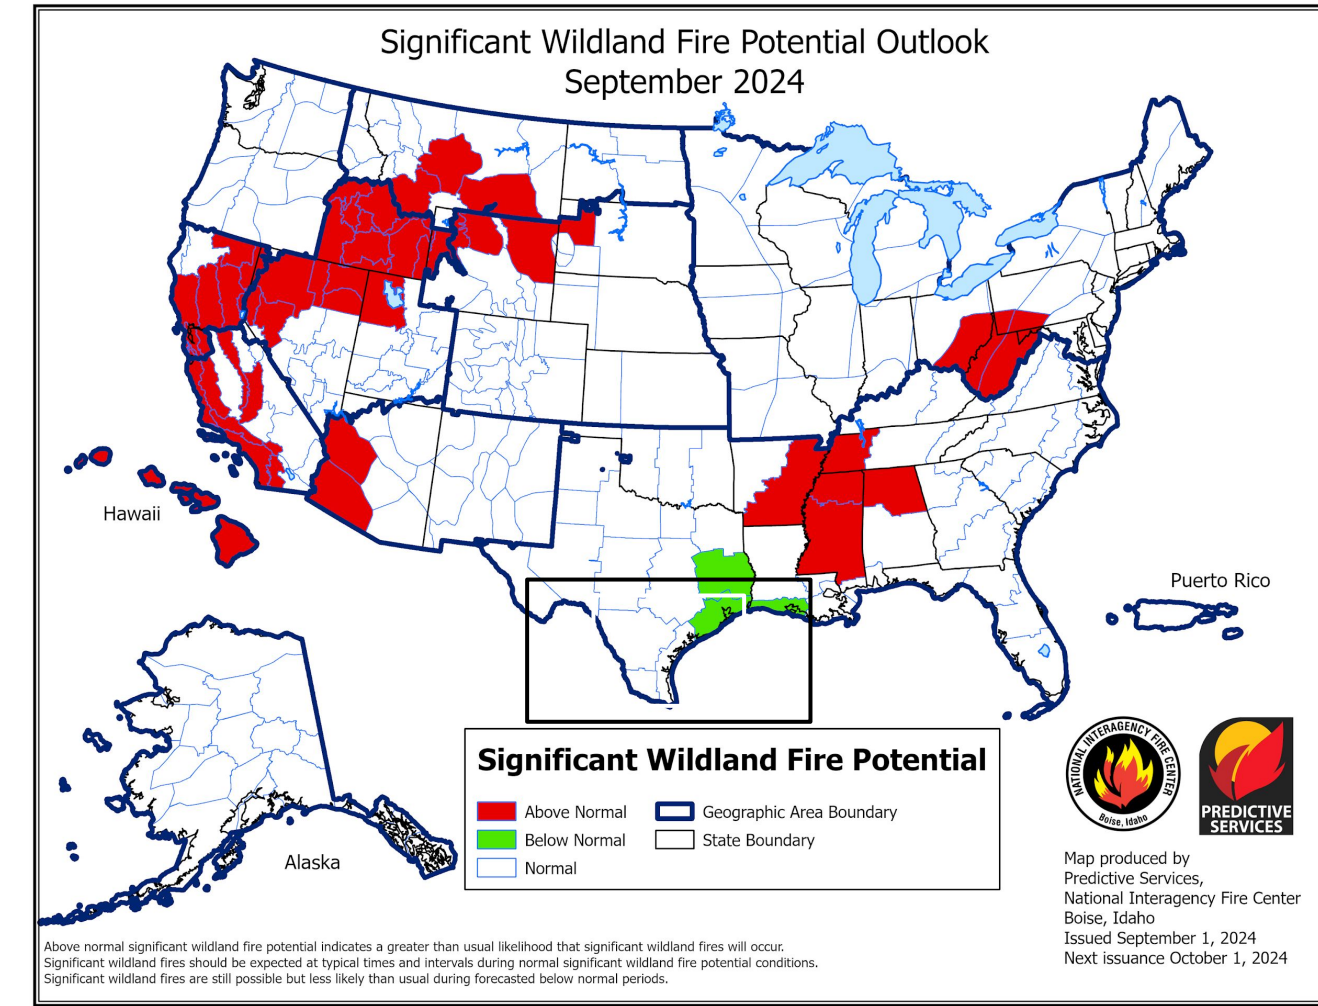 Significant Wildland Fire Potential Outlook
September 2024
Hawaii
Puerto Rico
Alaska
Significant Wildland Fire Potential
Above Normal
Geographic Area Boundary
Below Normal
State Boundary
Normal
NATIONAL INTERAGENCY FIRE CENTER
Boise, Idaho
PREDICTIVE
SERVICES
Map produced by
Predictive Services,
National Interagency Fire Center
Boise, Idaho
Issued September 1, 2024
Next issuance October 1, 2024
Above normal significant wildland fire potential indicates a greater than usual likelihood that significant wildland fires will occur.
Significant wildland fires should be expected at typical times and intervals during normal significant wildland fire potential conditions.
Significant wildland fires are still possible but less likely than usual during forecasted below normal periods.